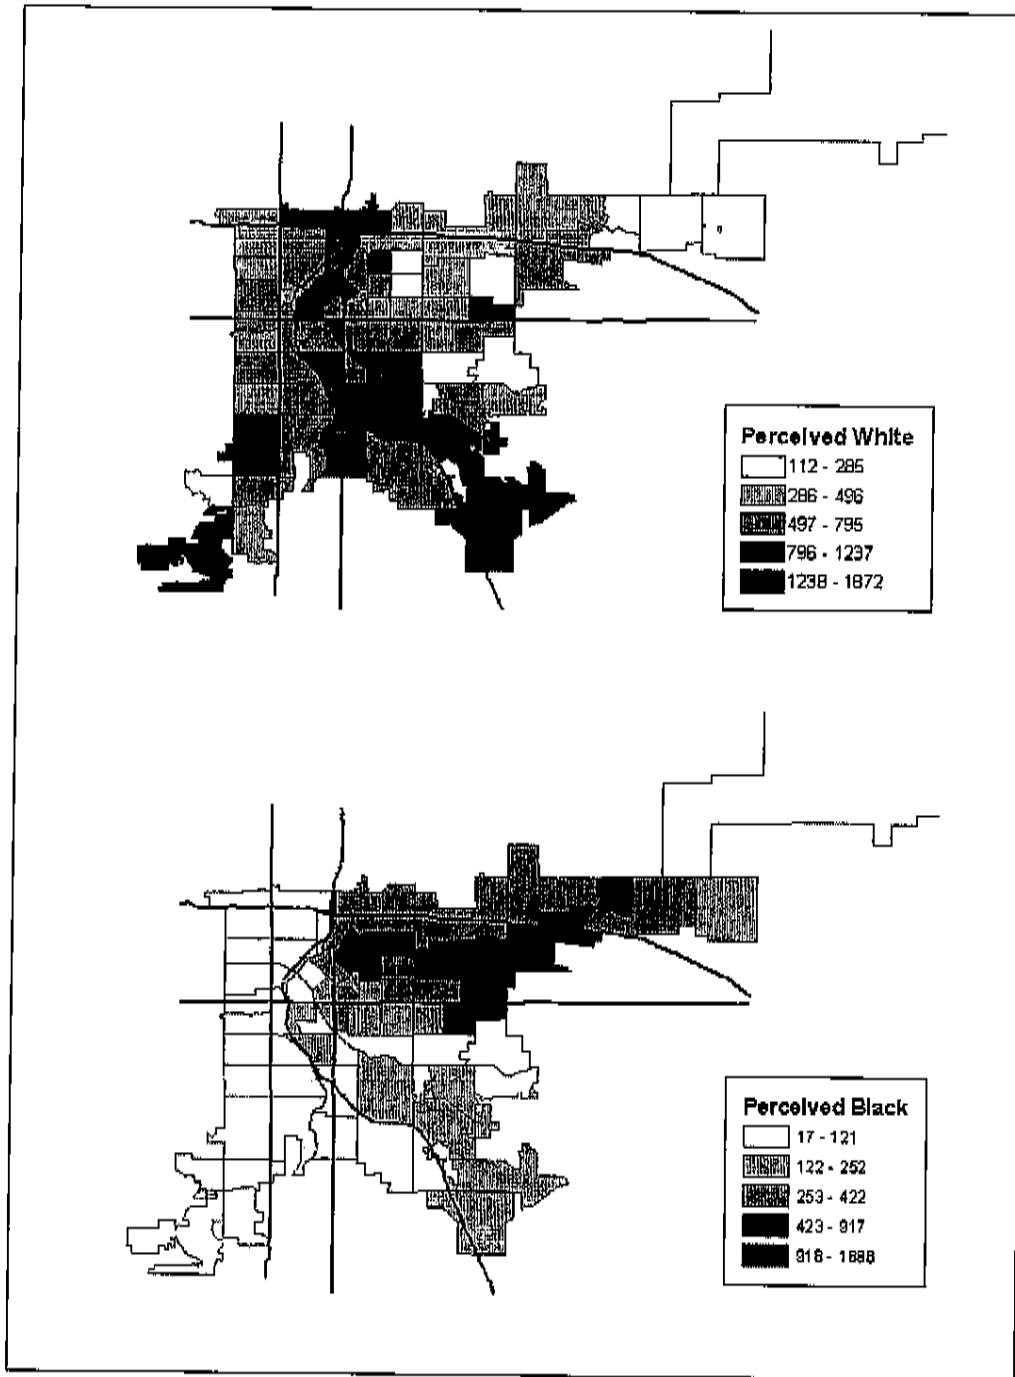 Perceived White
112 - 285
286 - 496
497 - 795
796 - 1237
1238 - 1872
Perceived Black
17 - 121
122 - 252
253 - 422
423 - 917
918 - 1688